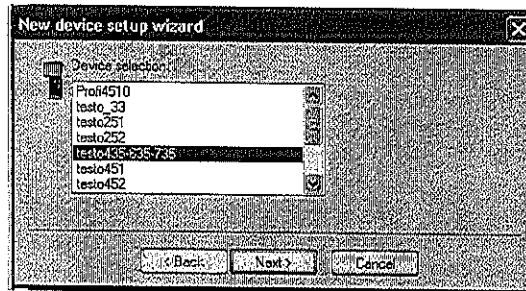 New device setup wizard
Device selection:
Profi4510
testo_33
testo251
testo252
testo435-635-735
testo451
testo452
< Back
Next >
Cancel